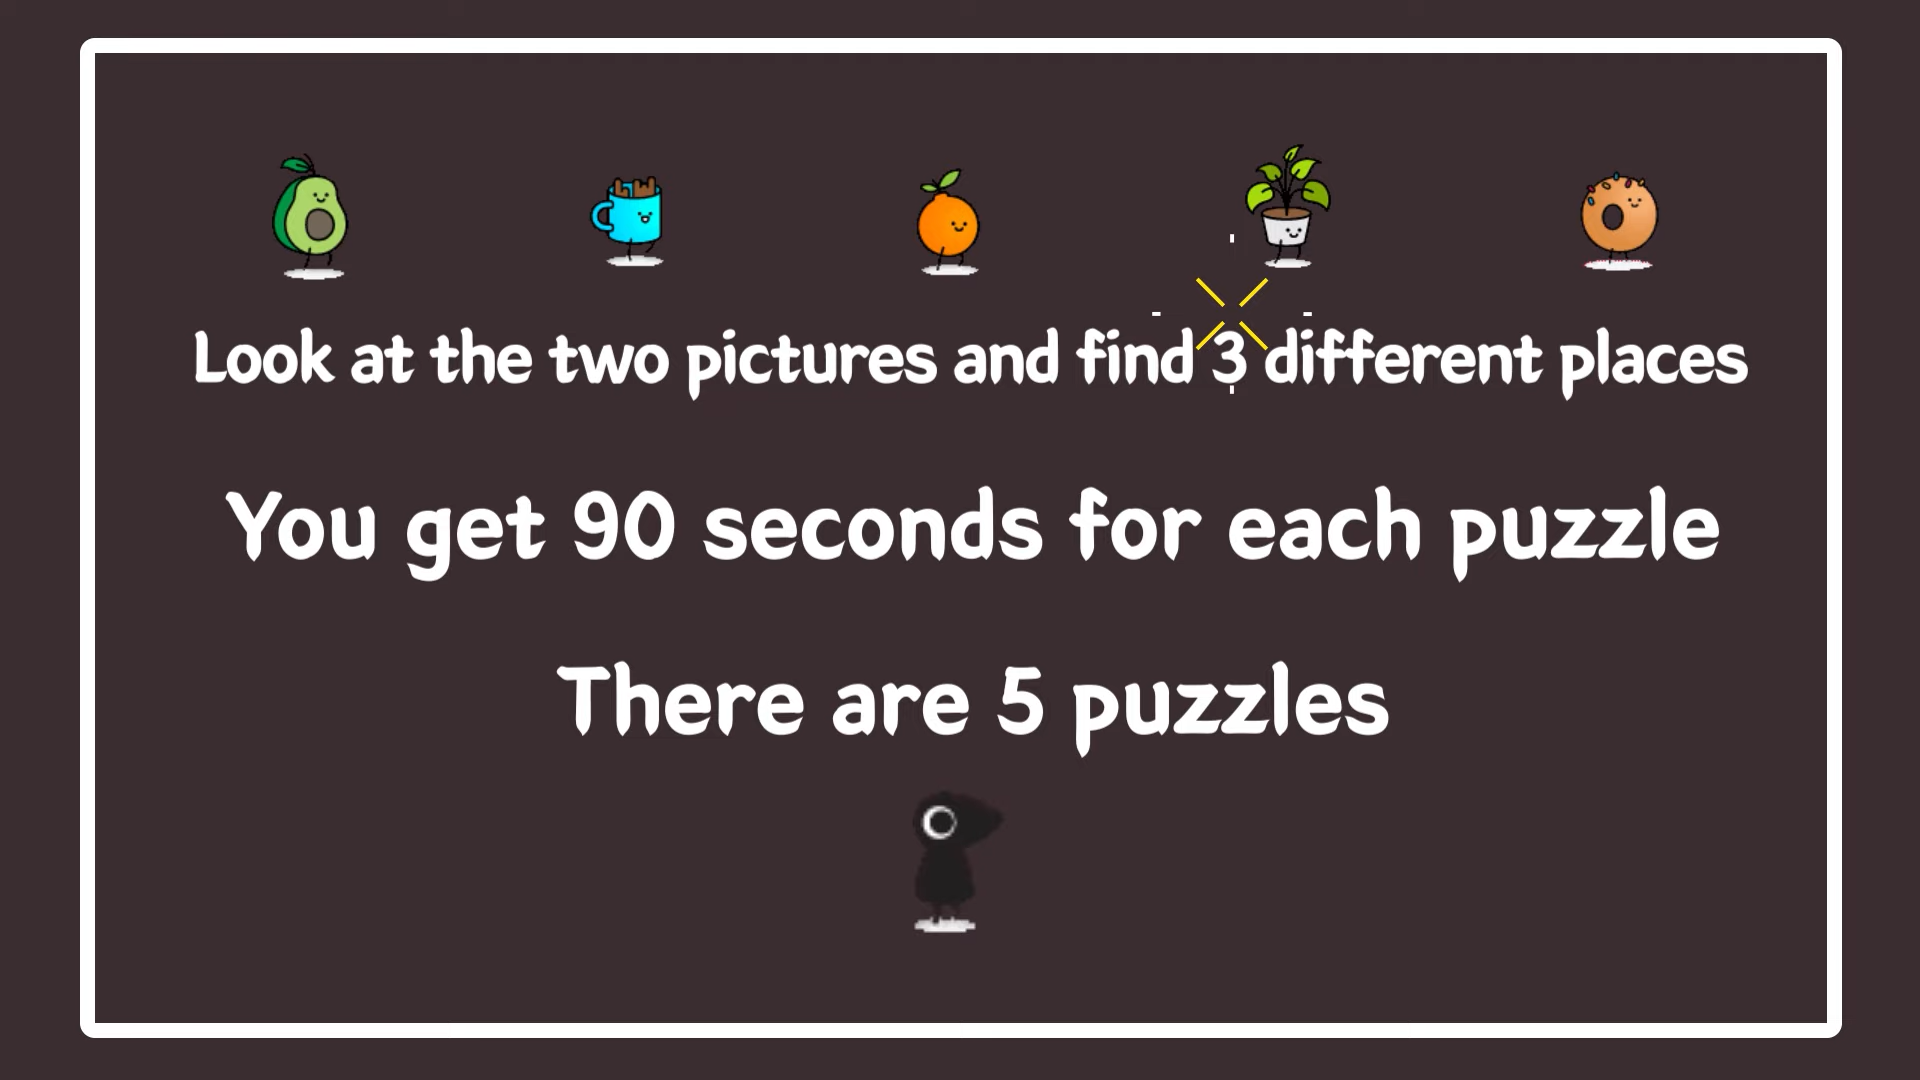 Look at the two pictures and find 3 different places
You get 90 seconds for each puzzle
There are 5 puzzles